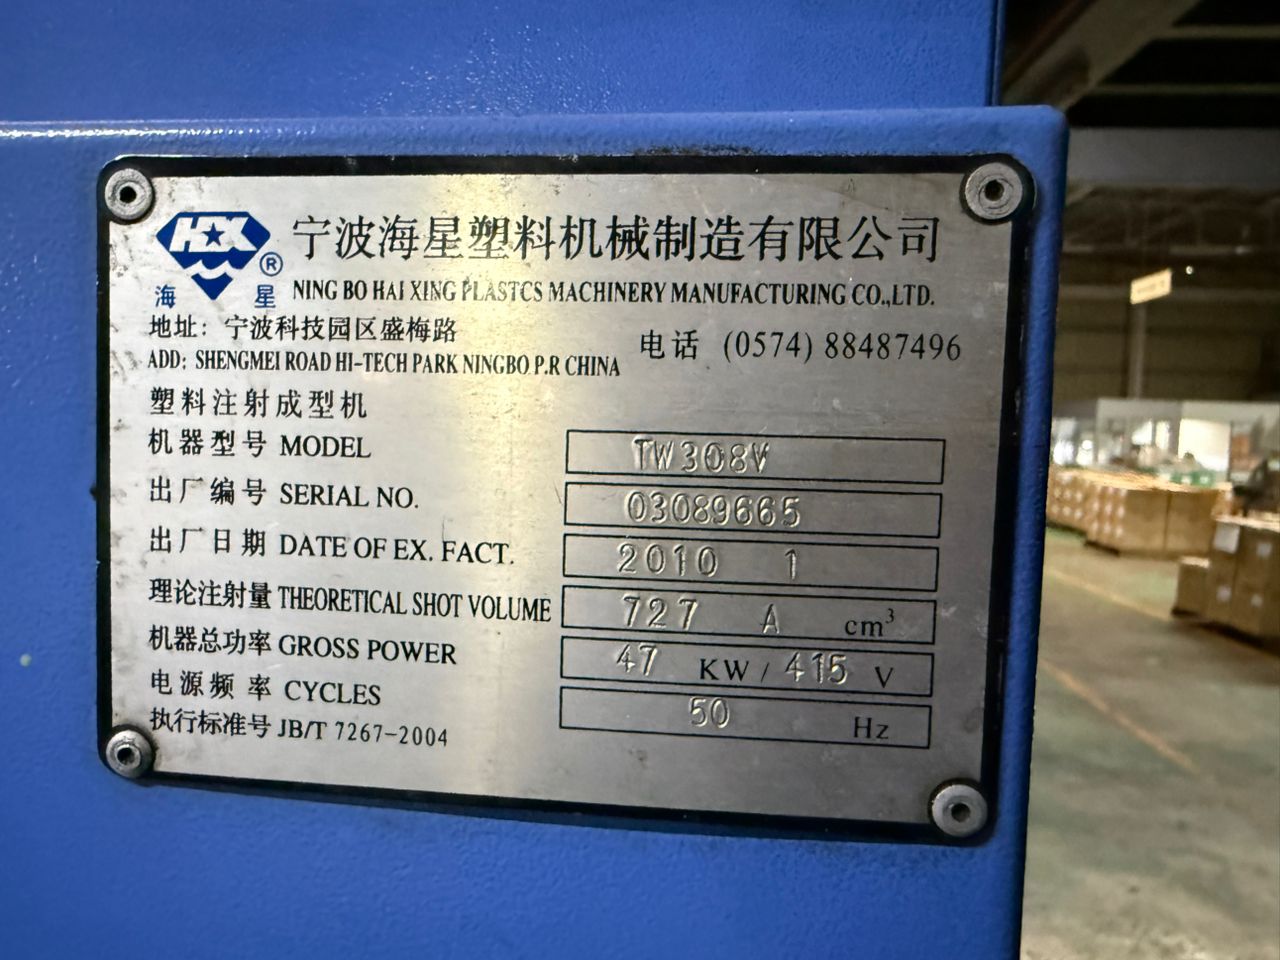 HXK ®
海 星
宁波海星塑料机械制造有限公司
NING BO HAI XING PLASTCS MACHINERY MANUFACTURING CO.,LTD.
地址: 宁波科技园区盛梅路
电话 (0574) 88487496
ADD: SHENGMEI ROAD HI-TECH PARK NINGBO P.R CHINA
塑料注射成型机
机器型号 MODEL TW308V
出厂编号 SERIAL NO. 03089665
出厂日期 DATE OF EX. FACT. 2010 1
理论注射量 THEORETICAL SHOT VOLUME 727 A cm³
机器总功率 GROSS POWER 47 KW / 415 V
电源频率 CYCLES 50 Hz
执行标准号 JB/T 7267-2004